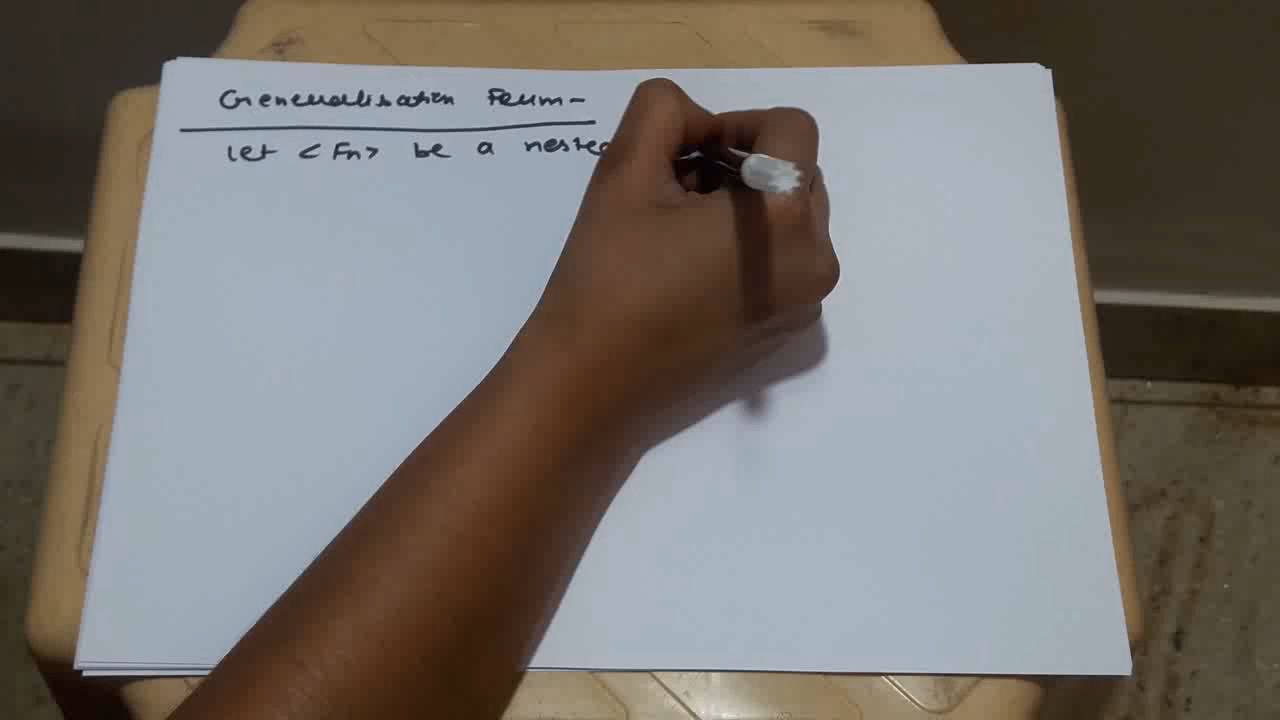 Generalisation Form-
let <Fn> be a nested